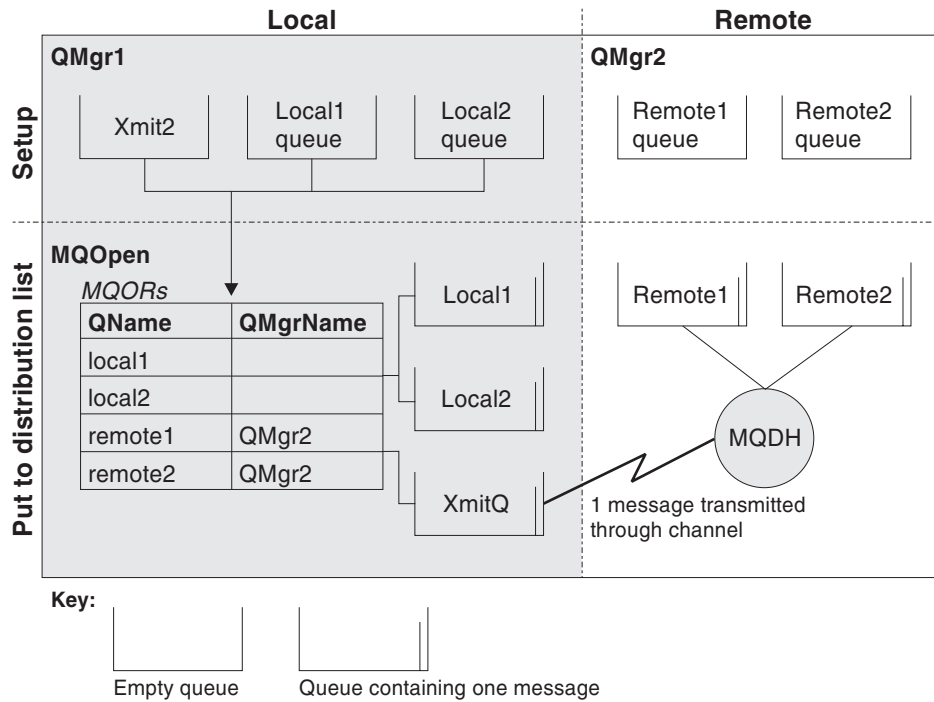 Local
Remote
Setup
QMgr1
QMgr2
Xmit2
Local1
queue
Local2
queue
Remote1
queue
Remote2
queue
Put to distribution list
MQOpen
MQORs
QName QMgrName
local1
local2
remote1 QMgr2
remote2 QMgr2
Local1
Local2
XmitQ
Remote1
Remote2
MQDH
1 message transmitted
through channel
Key:
Empty queue
Queue containing one message